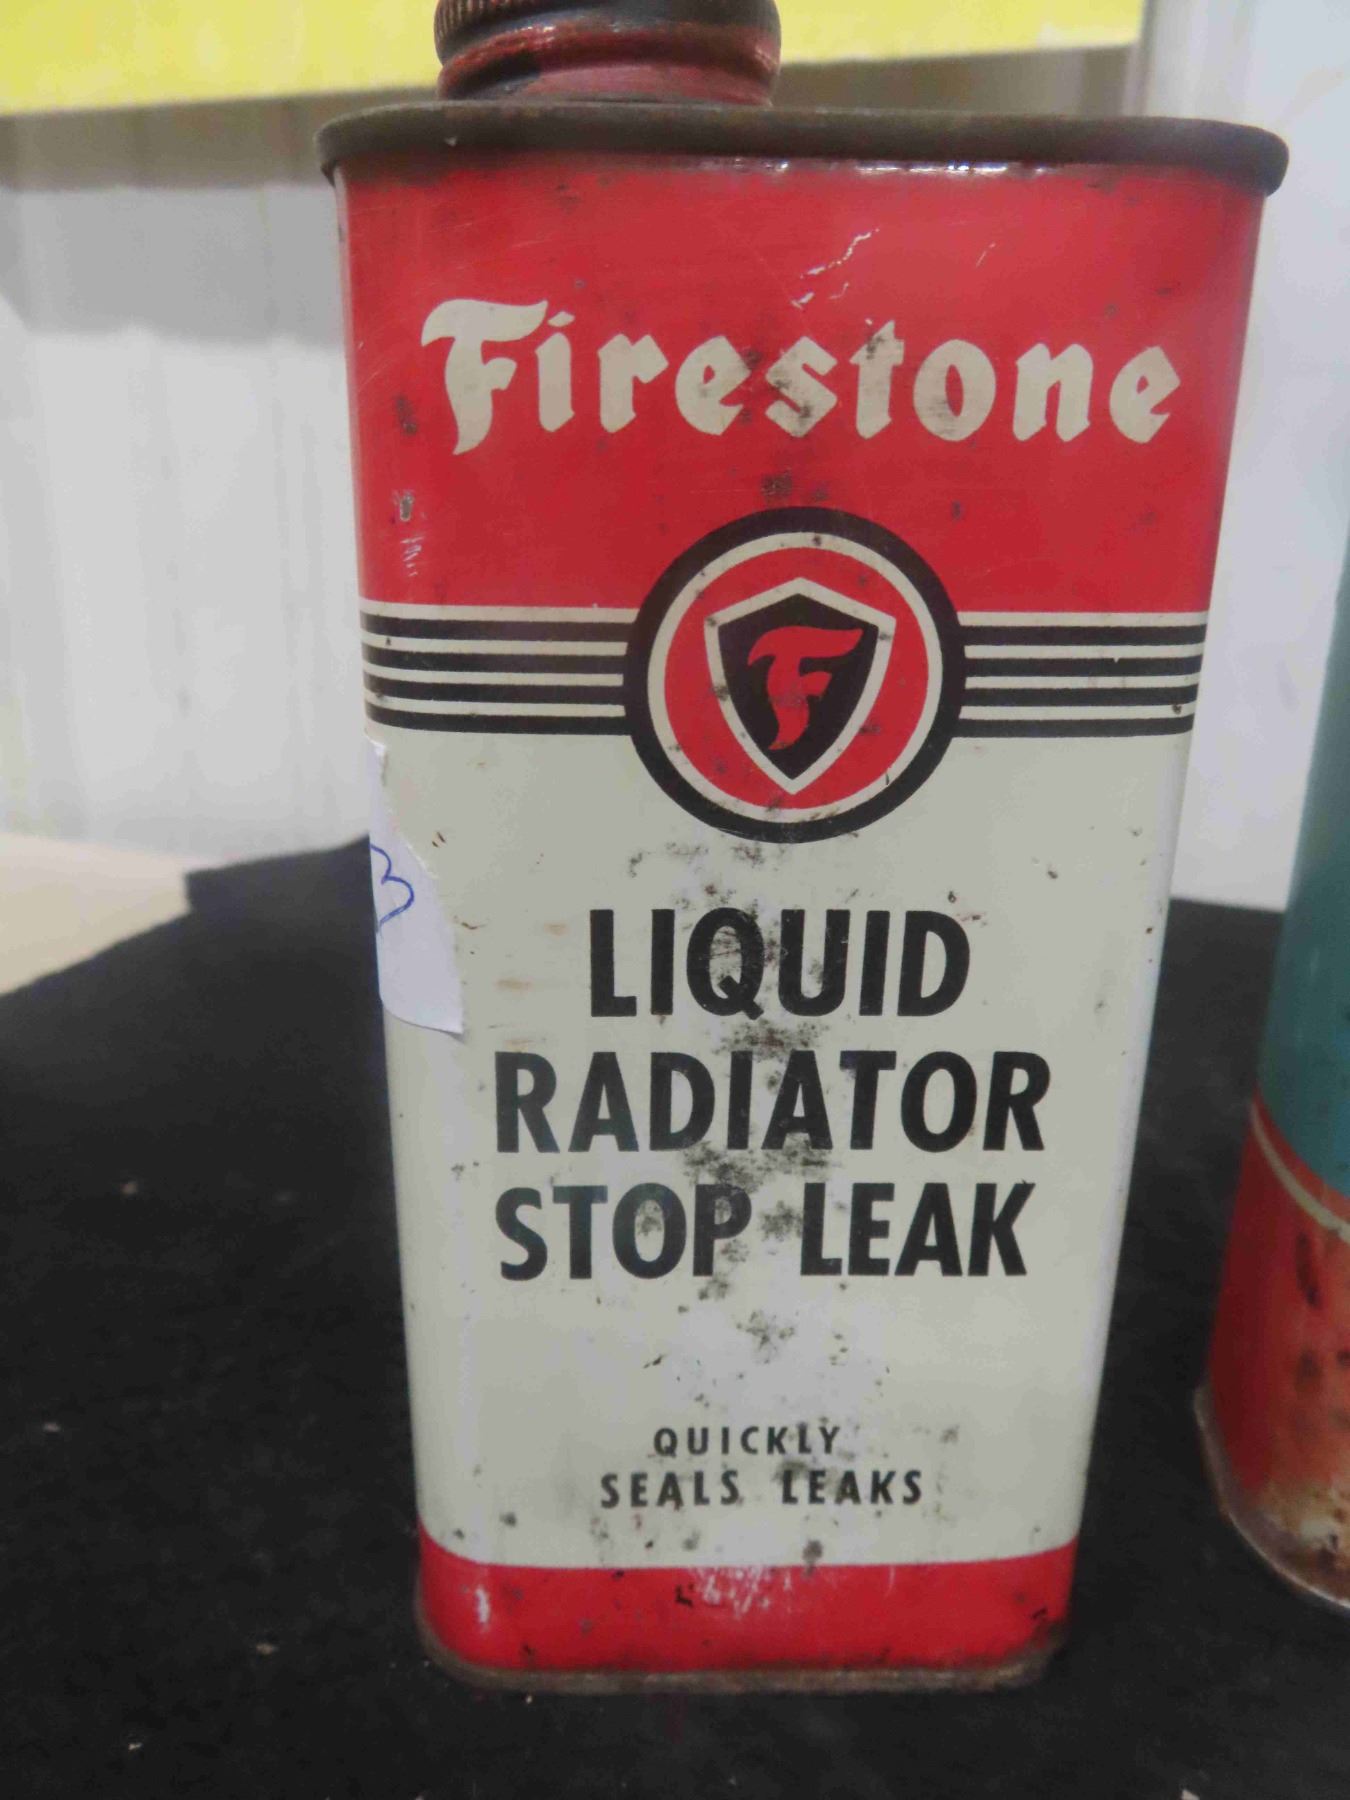 Firestone
F
LIQUID
RADIATOR
STOP LEAK
QUICKLY
SEALS LEAKS